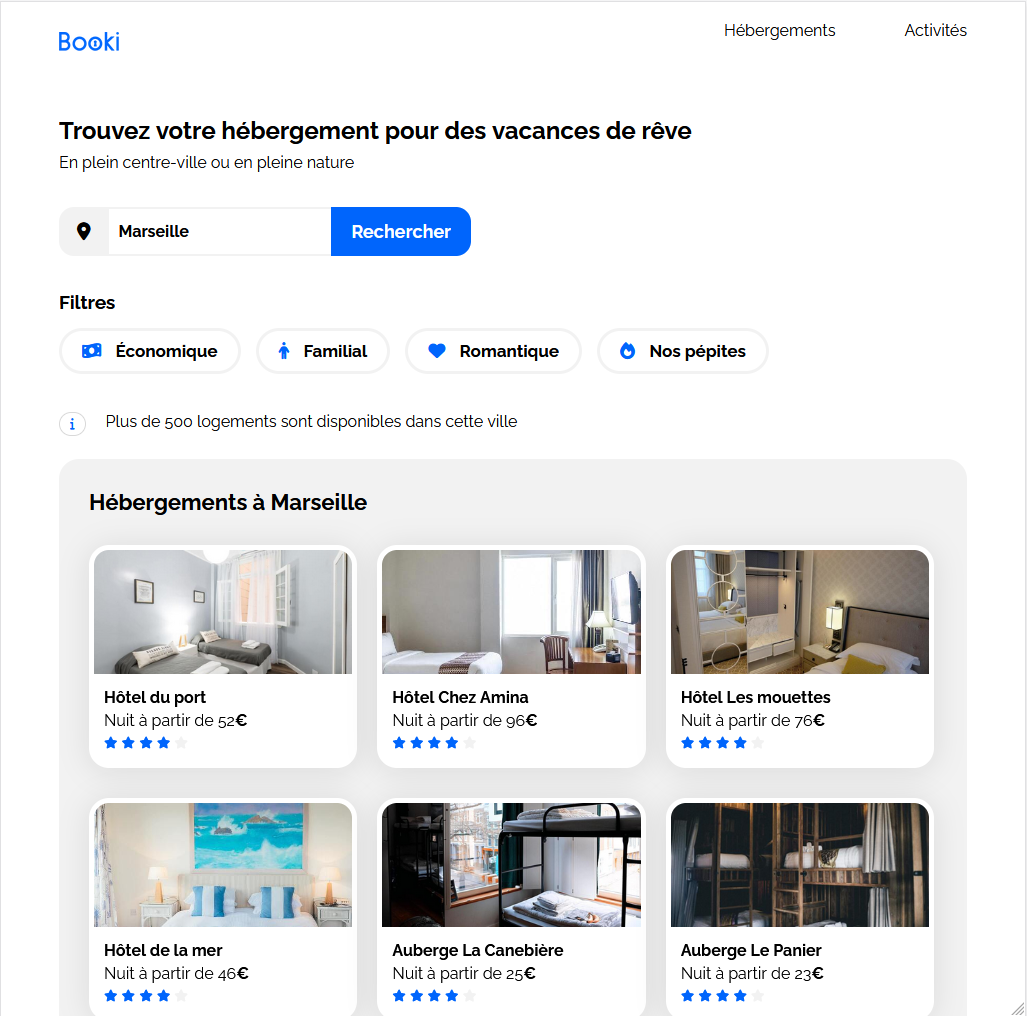 Booki
Hébergements
Activités
Trouvez votre hébergement pour des vacances de rêve
En plein centre-ville ou en pleine nature
Marseille
Rechercher
Filtres
Économique
Familial
Romantique
Nos pépites
i
Plus de 500 logements sont disponibles dans cette ville
Hébergements à Marseille
Hôtel du port
Nuit à partir de 52€
Hôtel Chez Amina
Nuit à partir de 96€
Hôtel Les mouettes
Nuit à partir de 76€
Hôtel de la mer
Nuit à partir de 46€
Auberge La Canebière
Nuit à partir de 25€
Auberge Le Panier
Nuit à partir de 23€